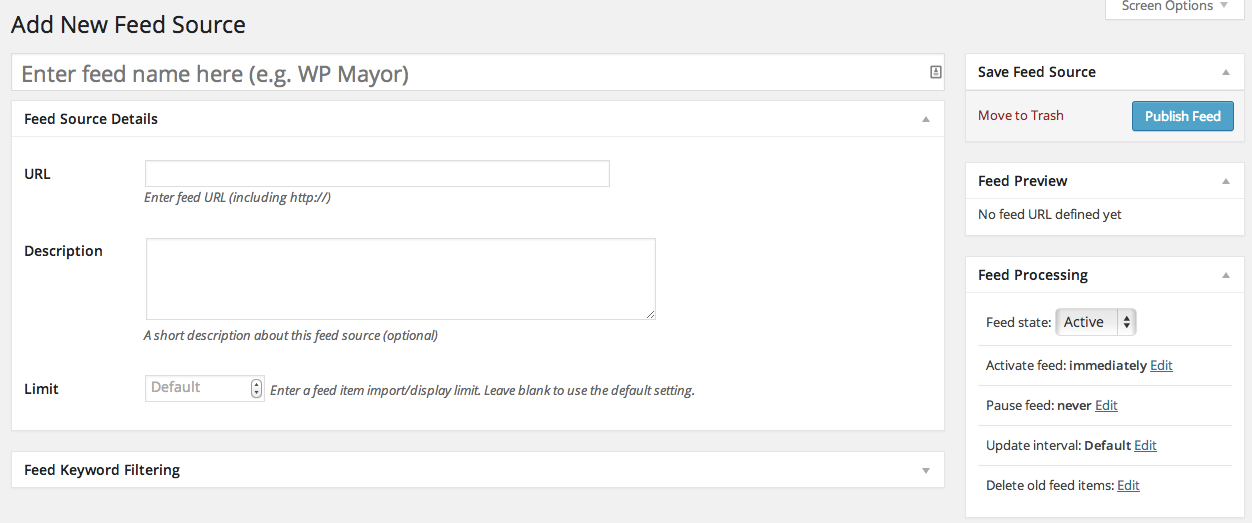 Screen Options
Add New Feed Source
Enter feed name here (e.g. WP Mayor)
Feed Source Details
URL
Enter feed URL (including http://)
Description
A short description about this feed source (optional)
Limit
Default
Enter a feed item import/display limit. Leave blank to use the default setting.
Feed Keyword Filtering
Save Feed Source
Move to Trash
Publish Feed
Feed Preview
No feed URL defined yet
Feed Processing
Feed state: Active
Activate feed: immediately Edit
Pause feed: never Edit
Update interval: Default Edit
Delete old feed items: Edit